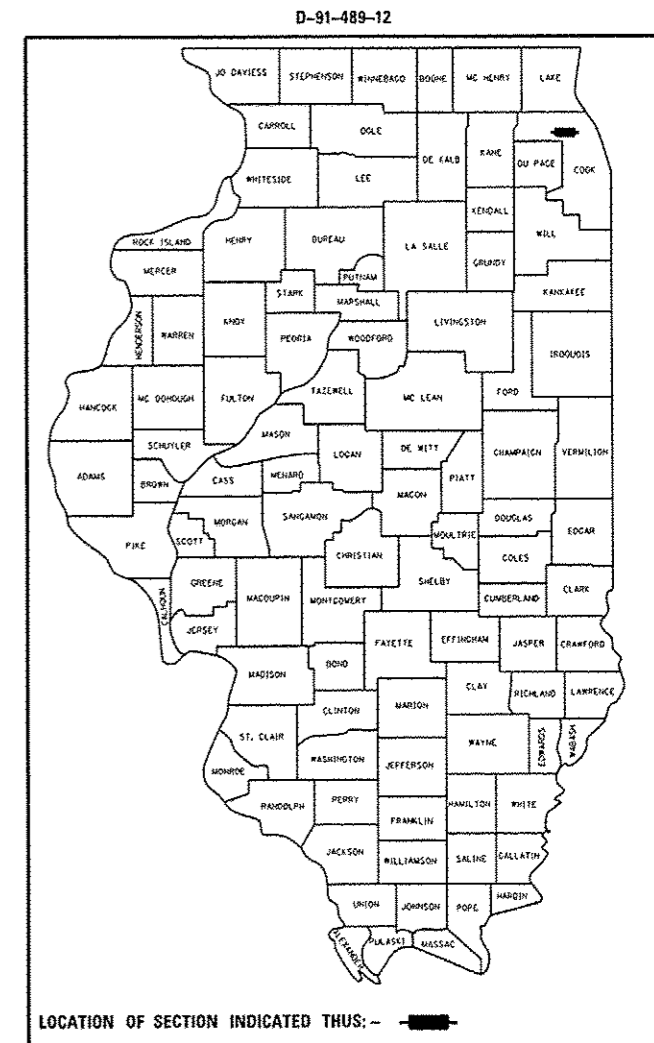 D-91-489-12
JO DAVIESS STEPHENSON WINNEBAGO BOONE MC HENRY LAKE
CARROLL OGLE DE KALB KANE DU PAGE COOK
WHITESIDE LEE
KENDALL
ROCK ISLAND HENRY BUREAU LA SALLE GRUNDY WILL
MERCER PUTNAM
STARK MARSHALL KANKAKEE
HENDERSON WARREN KNOX PEORIA WOODFORD LIVINGSTON IROQUOIS
HANCOCK MC DONOUGH FULTON TAZEWELL MC LEAN FORD
SCHUYLER MASON LOGAN DE WITT CHAMPAIGN VERMILION
ADAMS BROWN CASS MENARD PIATT
MACON
PIKE SCOTT MORGAN SANGAMON MOULTRIE DOUGLAS EDGAR
CHRISTIAN COLES
CALHOUN GREENE MACOUPIN MONTGOMERY SHELBY CUMBERLAND CLARK
JERSEY
FAYETTE EFFINGHAM JASPER CRAWFORD
MADISON BOND
CLAY RICHLAND LAWRENCE
CLINTON MARION
ST. CLAIR WAYNE EDWARDS WABASH
MONROE WASHINGTON JEFFERSON
RANDOLPH PERRY HAMILTON WHITE
FRANKLIN
JACKSON WILLIAMSON SALINE GALLATIN
UNION JOHNSON POPE HARDIN
ALEXANDER PULASKI MASSAC
LOCATION OF SECTION INDICATED THUS: -